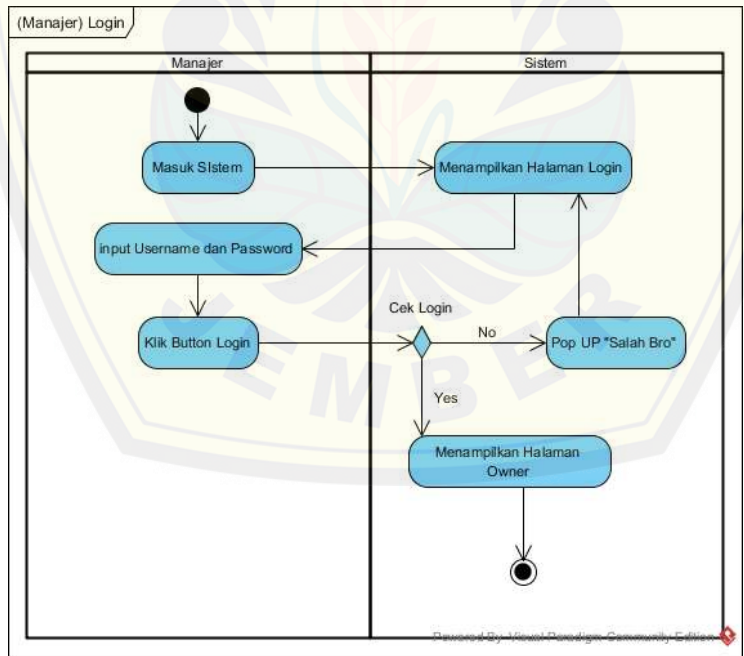 (Manajer) Login
Manajer
Sistem
Masuk SIstem
Menampilkan Halaman Login
input Username dan Password
Cek Login
Klik Button Login
No
Pop UP "Salah Bro"
Yes
Menampilkan Halaman
Owner
JEMBER
Powered By Visual Paradigm Community Edition